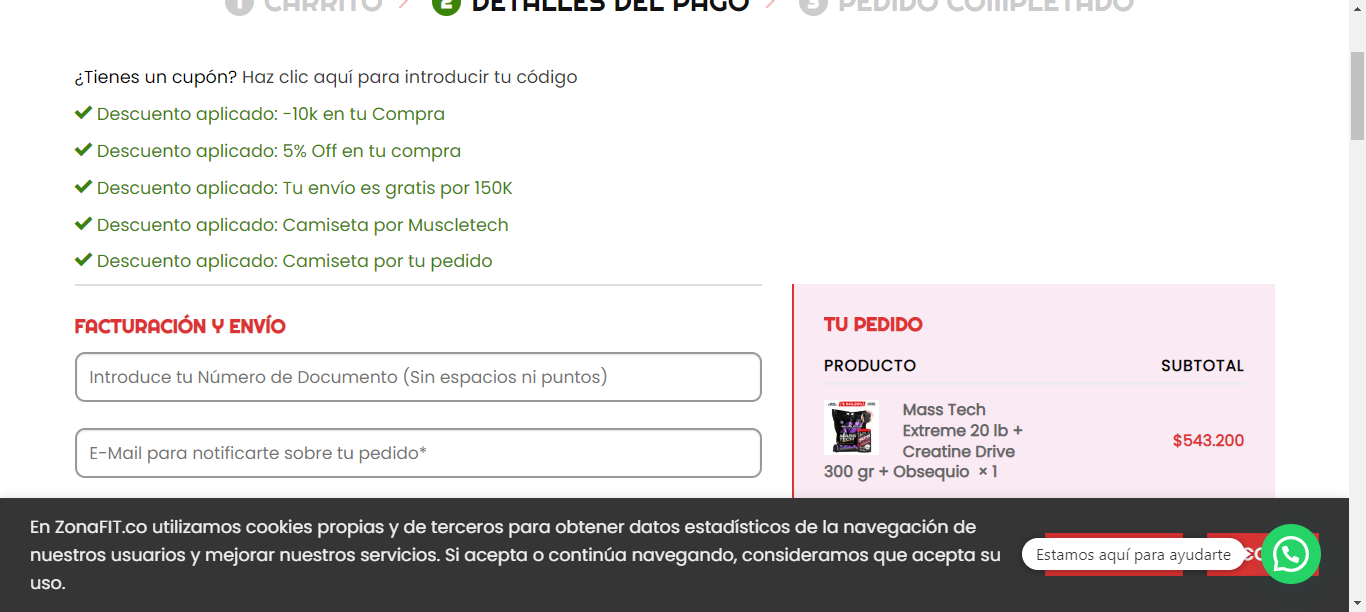 1 CARRITO 2 DETALLES DEL PAGO 3 PEDIDO COMPLETADO
¿Tienes un cupón? Haz clic aquí para introducir tu código
Descuento aplicado: -10k en tu Compra
Descuento aplicado: 5% Off en tu compra
Descuento aplicado: Tu envío es gratis por 150K
Descuento aplicado: Camiseta por Muscletech
Descuento aplicado: Camiseta por tu pedido
FACTURACIÓN Y ENVÍO
Introduce tu Número de Documento (Sin espacios ni puntos)
E-Mail para notificarte sobre tu pedido*
TU PEDIDO
PRODUCTO SUBTOTAL
Mass Tech
Extreme 20 lb +
Creatine Drive
300 gr + Obsequio × 1
$543.200
En ZonaFIT.co utilizamos cookies propias y de terceros para obtener datos estadísticos de la navegación de
nuestros usuarios y mejorar nuestros servicios. Si acepta o continúa navegando, consideramos que acepta su
uso.
Estamos aquí para ayudarte